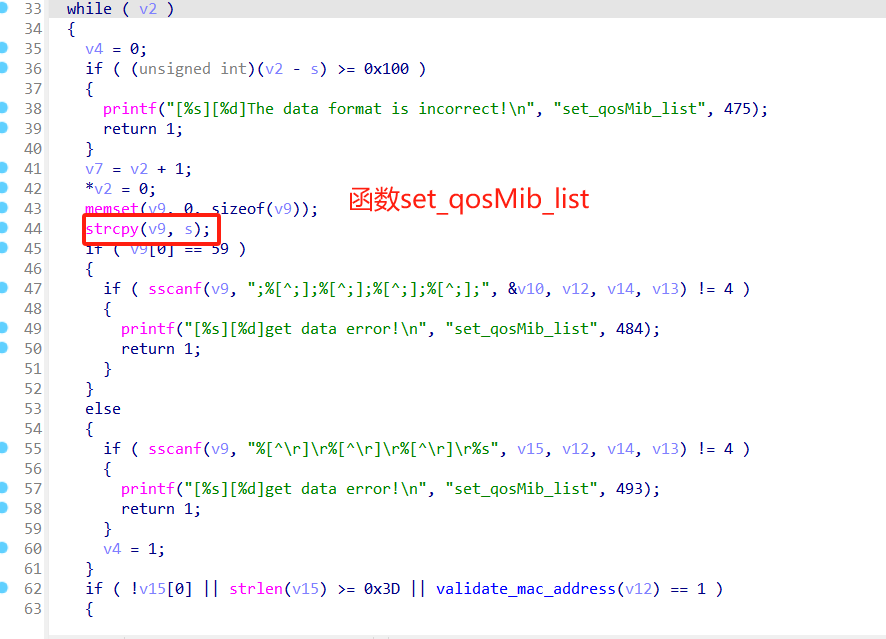 33 while ( v2 )
34 {
35 v4 = 0;
36 if ( (unsigned int)(v2 - s) >= 0x100 )
37 {
38 printf("[%s][%d]The data format is incorrect!\n", "set_qosMib_list", 475);
39 return 1;
40 }
41 v7 = v2 + 1;
42 *v2 = 0;
43 memset(v9, 0, sizeof(v9));
函数set_qosMib_list
44 strcpy(v9, s);
45 if ( v9[0] == 59 )
46 {
47 if ( sscanf(v9, ";%[^;];%[^;];%[^;];%[^;];", &v10, v12, v14, v13) != 4 )
48 {
49 printf("[%s][%d]get data error!\n", "set_qosMib_list", 484);
50 return 1;
51 }
52 }
53 else
54 {
55 if ( sscanf(v9, "%[^\r]\r%[^\r]\r%[^\r]\r%s", v15, v12, v14, v13) != 4 )
56 {
57 printf("[%s][%d]get data error!\n", "set_qosMib_list", 493);
58 return 1;
59 }
60 v4 = 1;
61 }
62 if ( !v15[0] || strlen(v15) >= 0x3D || validate_mac_address(v12) == 1 )
63 {